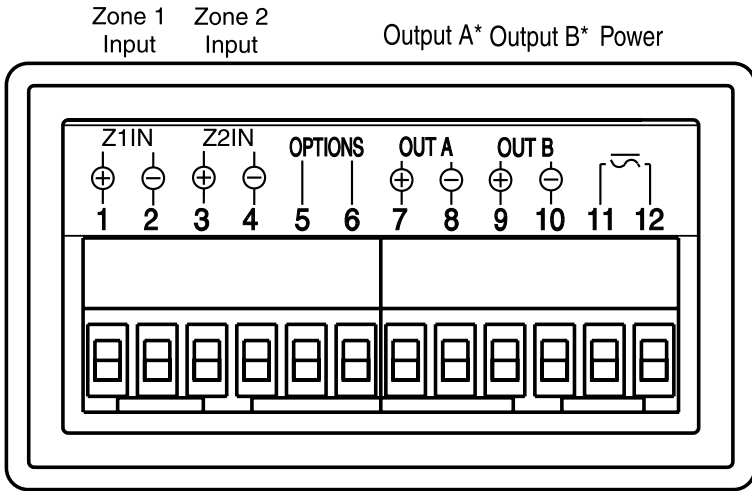 Zone 1 Zone 2
Input Input
Output A* Output B* Power
Z1IN Z2IN OPTIONS OUT A OUT B
+ − + − + − + −
1 2 3 4 5 6 7 8 9 10 11 12